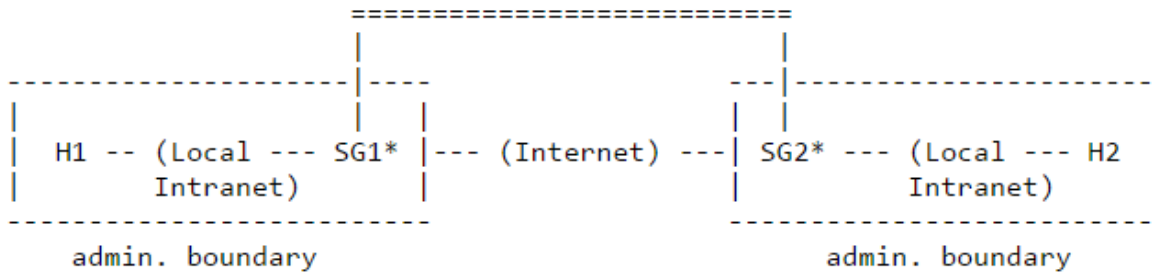 H1 -- (Local --- SG1* |--- (Internet) ---| SG2* --- (Local --- H2
Intranet) Intranet)
admin. boundary admin. boundary